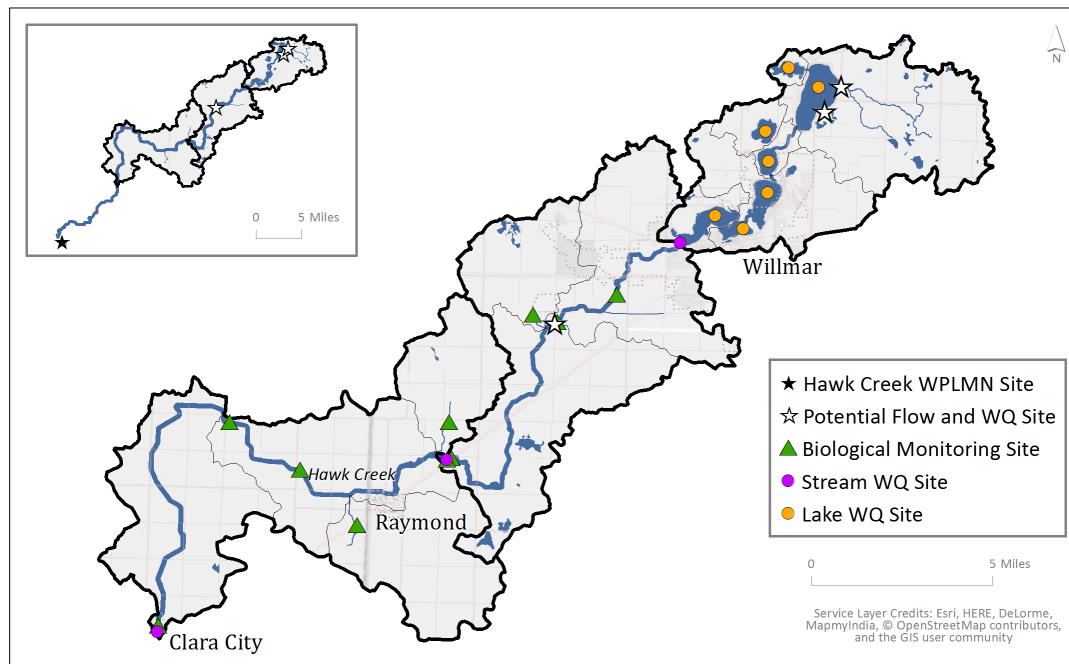 N
0 5 Miles
Willmar
Hawk Creek
Raymond
Clara City
Hawk Creek WPLMN Site
Potential Flow and WQ Site
Biological Monitoring Site
Stream WQ Site
Lake WQ Site
0 5 Miles
Service Layer Credits: Esri, HERE, DeLorme,
MapmyIndia, © OpenStreetMap contributors,
and the GIS user community